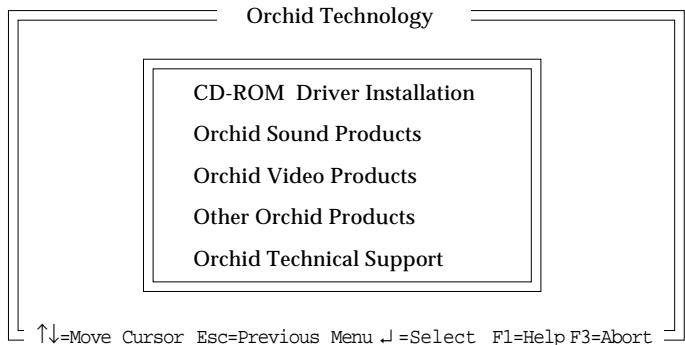 Orchid Technology
CD-ROM  Driver Installation
Orchid Sound Products
Orchid Video Products
Other Orchid Products
Orchid Technical Support
↑↓=Move Cursor Esc=Previous Menu ↵=Select F1=Help F3=Abort